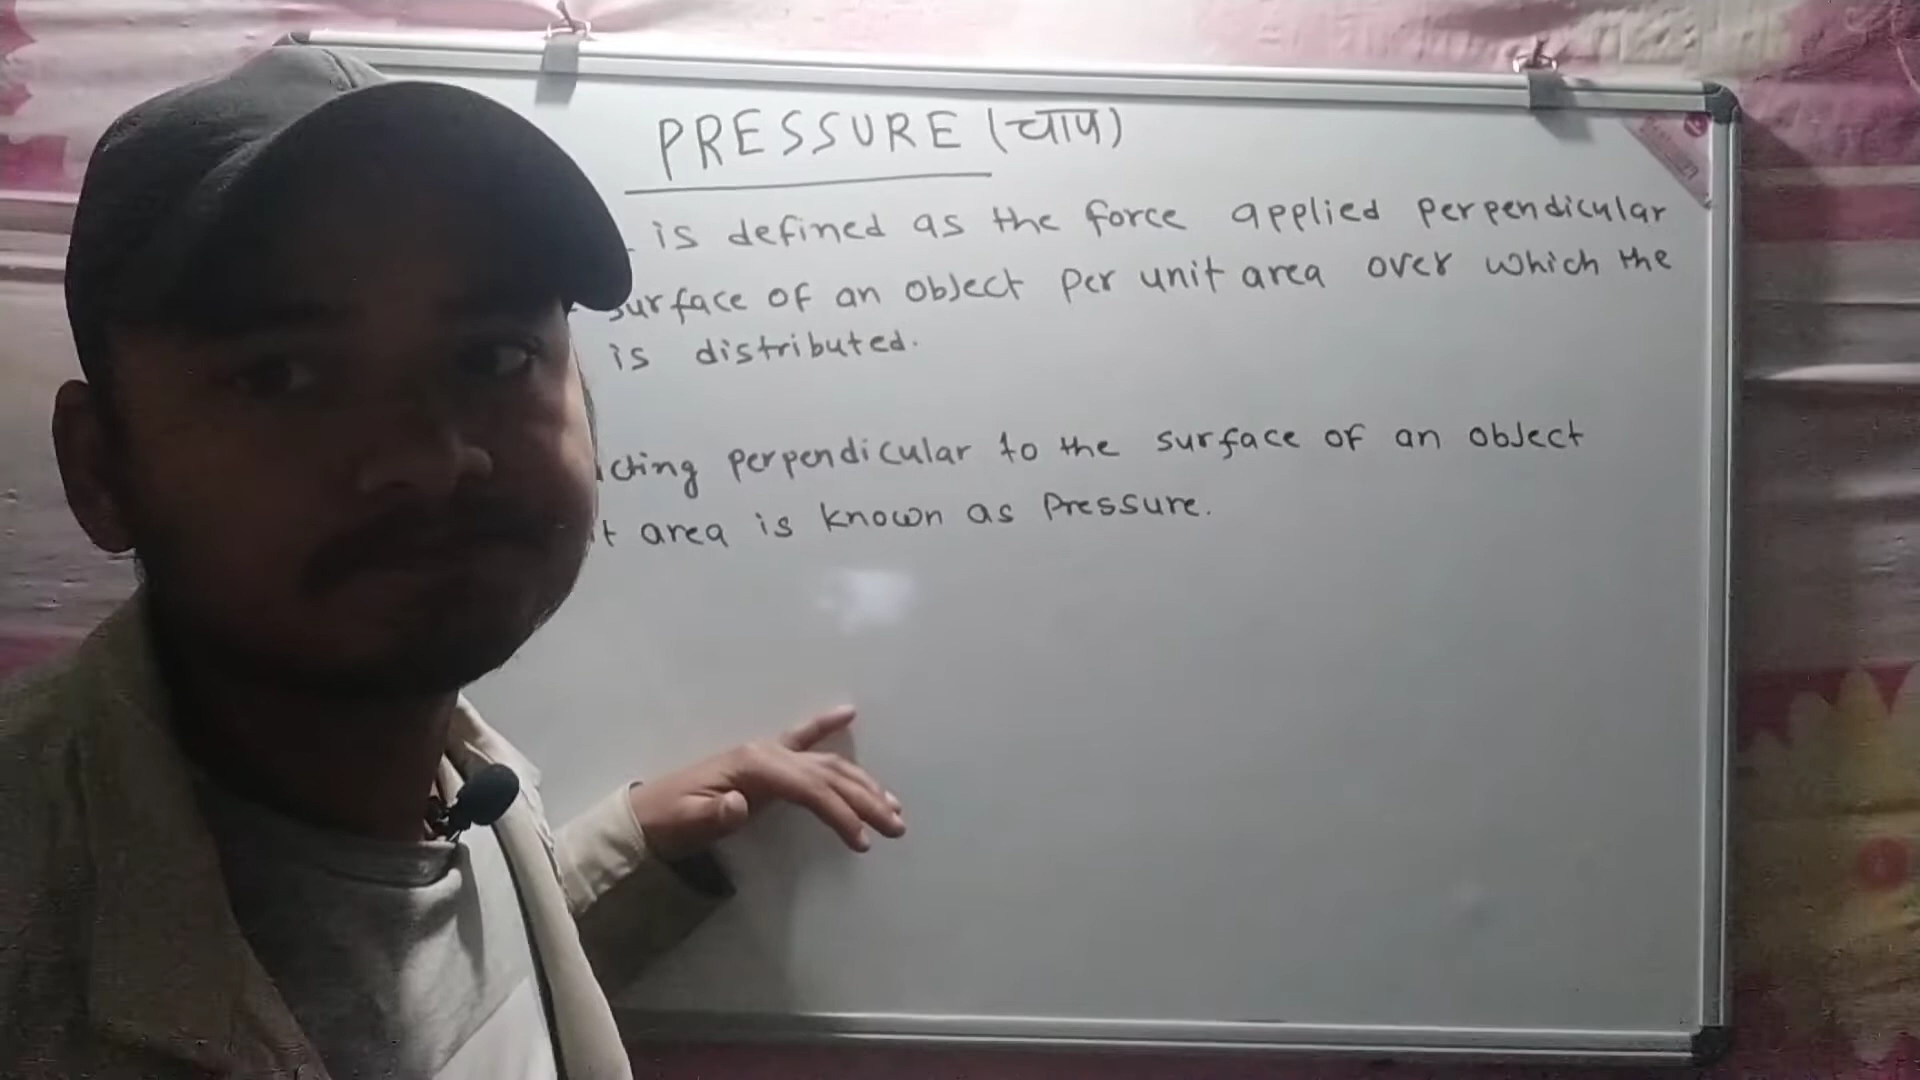 PRESSURE (चाप)
is defined as the force applied perpendicular
surface of an object per unit area over which the
is distributed.
cting perpendicular to the surface of an object
t area is known as Pressure.